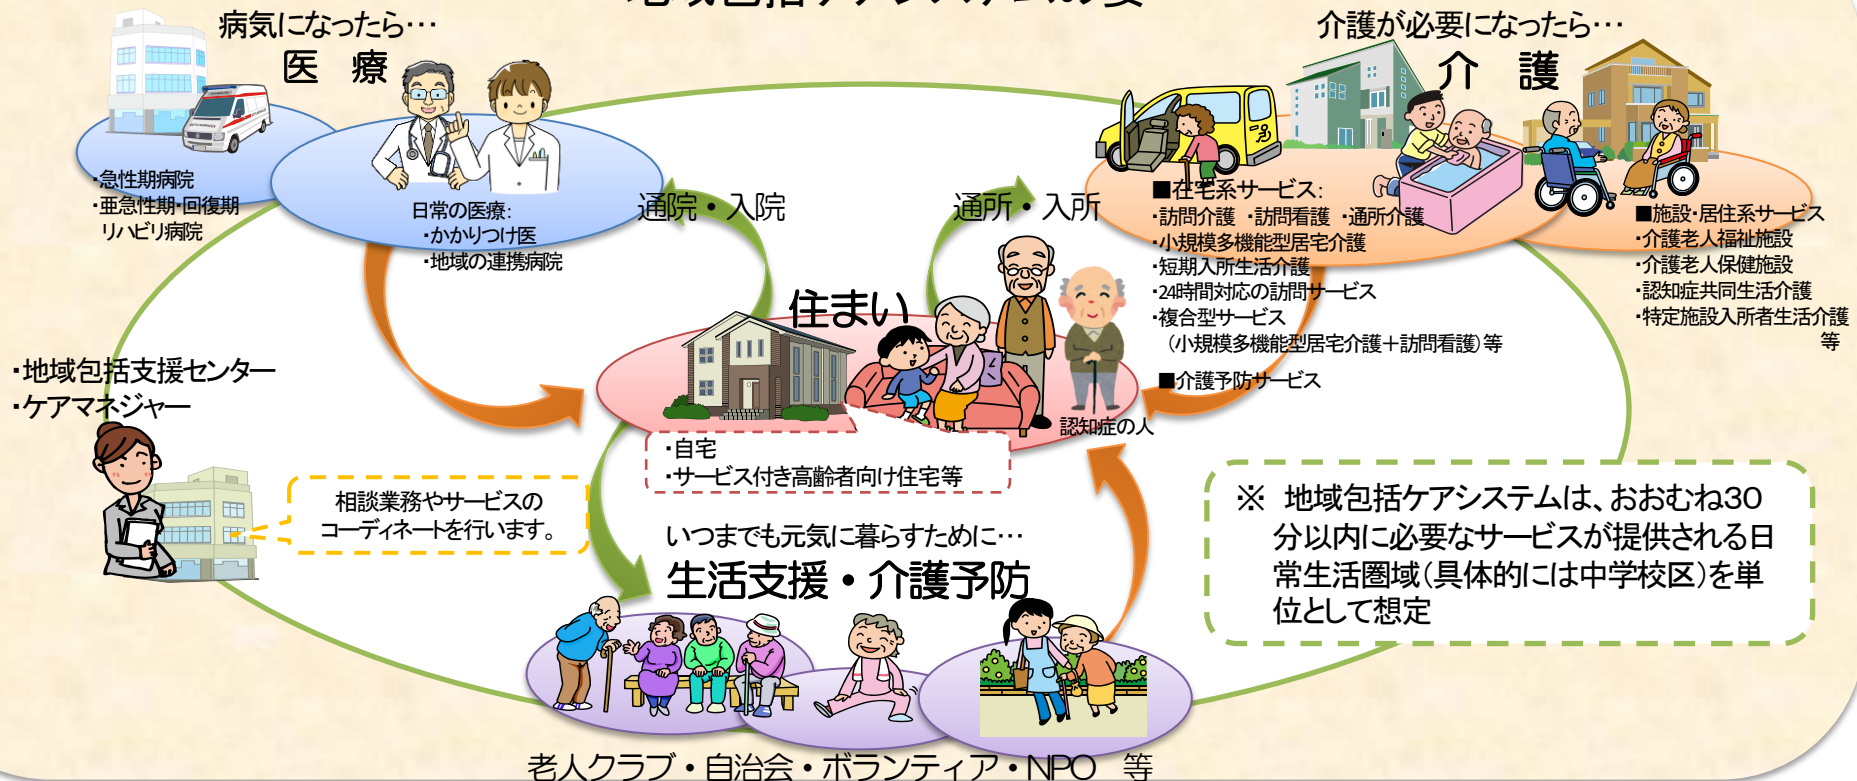 地域包括ケアシステムの姿
病気になったら…
医 療
・急性期病院
・亜急性期・回復期
リハビリ病院
日常の医療：
・かかりつけ医
・地域の連携病院
通院・入院
通所・入所
介護が必要になったら…
介 護
■在宅系サービス：
・訪問介護 ・訪問看護 ・通所介護
・小規模多機能型居宅介護
・短期入所生活介護
・24時間対応の訪問サービス
・複合型サービス
（小規模多機能型居宅介護＋訪問看護）等
■介護予防サービス
■施設・居住系サービス
・介護老人福祉施設
・介護老人保健施設
・認知症共同生活介護
・特定施設入所者生活介護
等
住まい
認知症の人
・自宅
・サービス付き高齢者向け住宅等
・地域包括支援センター
・ケアマネジャー
相談業務やサービスの
コーディネートを行います。
いつまでも元気に暮らすために…
生活支援・介護予防
老人クラブ・自治会・ボランティア・NPO 等
※ 地域包括ケアシステムは、おおむね30
分以内に必要なサービスが提供される日
常生活圏域（具体的には中学校区）を単
位として想定